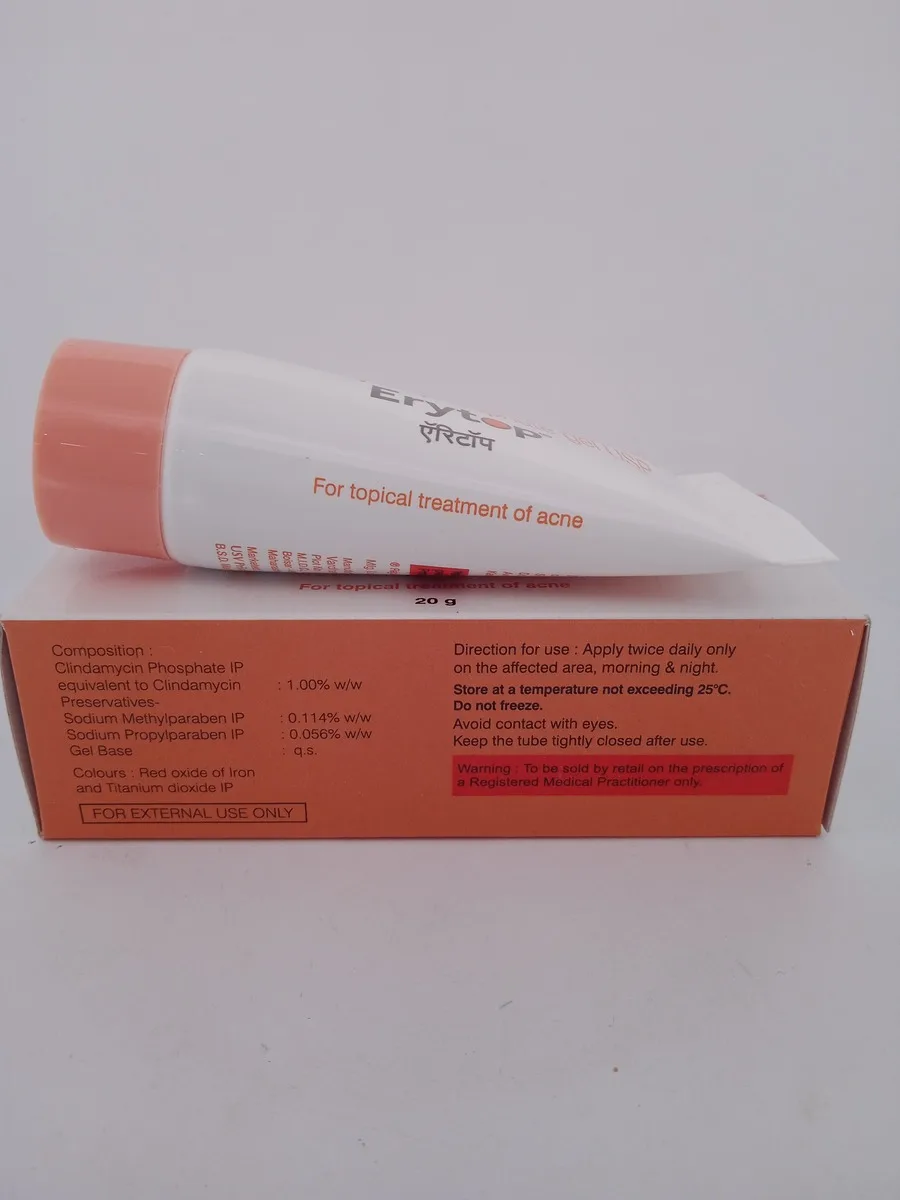 Erytop
ऍरिटॉप
For topical treatment of acne
For topical treatment of acne
20 g
Composition :
Clindamycin Phosphate IP
equivalent to Clindamycin : 1.00% w/w
Preservatives-
Sodium Methylparaben IP : 0.114% w/w
Sodium Propylparaben IP : 0.056% w/w
Gel Base : q.s.
Colours : Red oxide of Iron
and Titanium dioxide IP
FOR EXTERNAL USE ONLY
Direction for use : Apply twice daily only
on the affected area, morning & night.
Store at a temperature not exceeding 25°C.
Do not freeze.
Avoid contact with eyes.
Keep the tube tightly closed after use.
Warning : To be sold by retail on the prescription of
a Registered Medical Practitioner only.